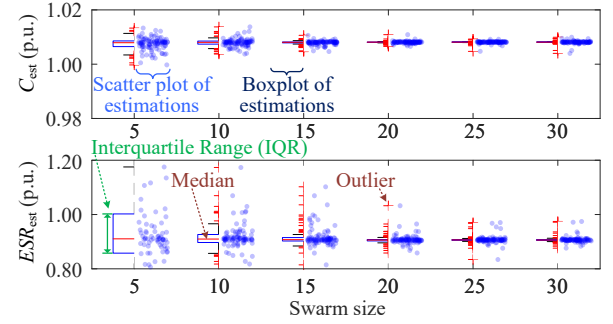 1.02
1.00
0.98
C_est (p.u.)
Scatter plot of
estimations
Boxplot of
estimations
5 10 15 20 25 30
Interquartile Range (IQR)
1.20
1.00
0.80
ESR_est (p.u.)
Median
Outlier
5 10 15 20 25 30
Swarm size